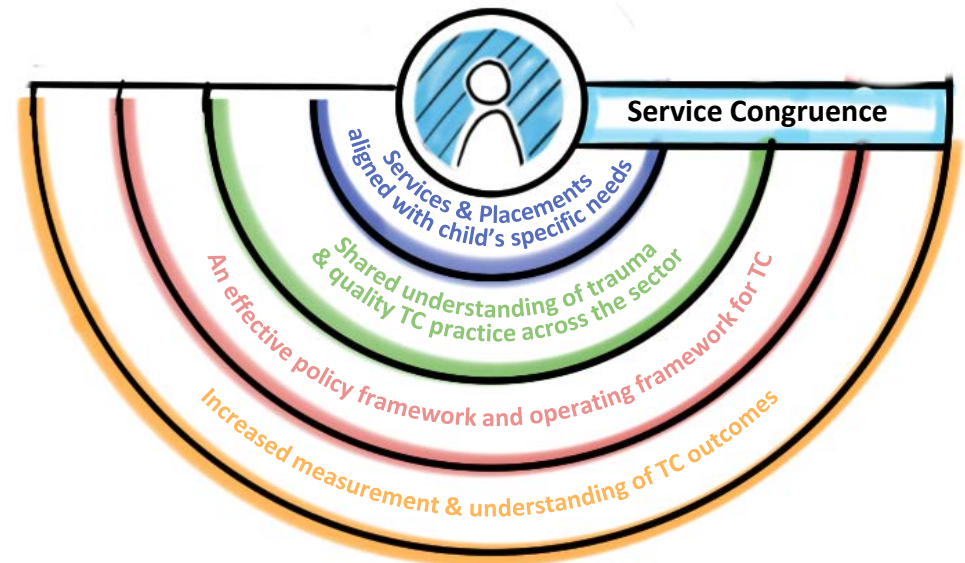 Service Congruence
Services & Placements
aligned with child's specific needs
Shared understanding of trauma
& quality TC practice across the sector
An effective policy framework and operating framework for TC
Increased measurement & understanding of TC outcomes